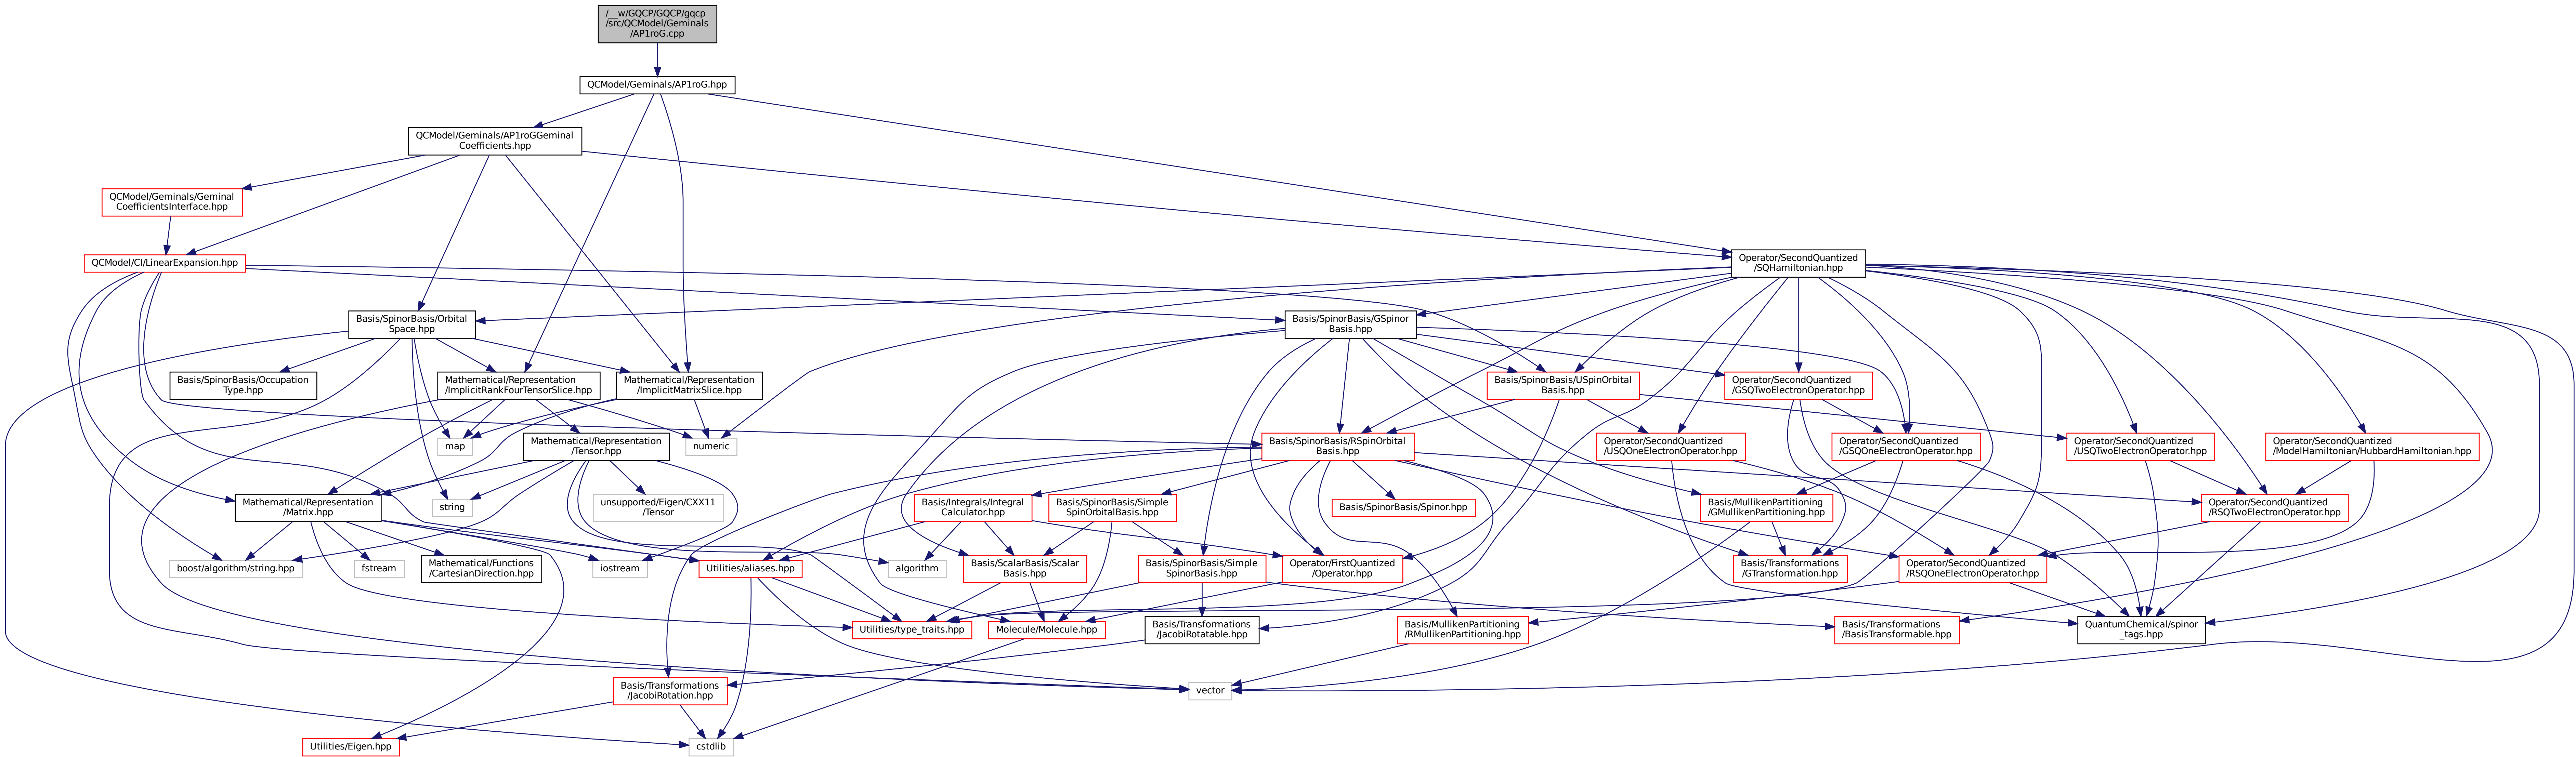 /__w/GQCP/GQCP/gqcp
/src/QCModel/Geminals
/AP1roG.cpp
QCModel/Geminals/AP1roG.hpp
QCModel/Geminals/AP1roGGeminal
Coefficients.hpp
QCModel/Geminals/Geminal
CoefficientsInterface.hpp
QCModel/CI/LinearExpansion.hpp
Operator/SecondQuantized
/SQHamiltonian.hpp
Basis/SpinorBasis/Orbital
Space.hpp
Basis/SpinorBasis/GSpinor
Basis.hpp
Basis/SpinorBasis/Occupation
Type.hpp
Mathematical/Representation
/ImplicitRankFourTensorSlice.hpp
Mathematical/Representation
/ImplicitMatrixSlice.hpp
Basis/SpinorBasis/USpinOrbital
Basis.hpp
Operator/SecondQuantized
/GSQTwoElectronOperator.hpp
map
Mathematical/Representation
/Tensor.hpp
numeric
Basis/SpinorBasis/RSpinOrbital
Basis.hpp
Operator/SecondQuantized
/USQOneElectronOperator.hpp
Operator/SecondQuantized
/GSQOneElectronOperator.hpp
Operator/SecondQuantized
/USQTwoElectronOperator.hpp
Operator/SecondQuantized
/ModelHamiltonian/HubbardHamiltonian.hpp
Mathematical/Representation
/Matrix.hpp
string
unsupported/Eigen/CXX11
/Tensor
Basis/Integrals/Integral
Calculator.hpp
Basis/SpinorBasis/Simple
SpinOrbitalBasis.hpp
Basis/SpinorBasis/Spinor.hpp
Basis/MullikenPartitioning
/GMullikenPartitioning.hpp
Operator/SecondQuantized
/RSQTwoElectronOperator.hpp
boost/algorithm/string.hpp
fstream
Mathematical/Functions
/CartesianDirection.hpp
iostream
Utilities/aliases.hpp
algorithm
Basis/ScalarBasis/Scalar
Basis.hpp
Basis/SpinorBasis/Simple
SpinorBasis.hpp
Operator/FirstQuantized
/Operator.hpp
Basis/Transformations
/GTransformation.hpp
Operator/SecondQuantized
/RSQOneElectronOperator.hpp
Utilities/type_traits.hpp
Molecule/Molecule.hpp
Basis/Transformations
/JacobiRotatable.hpp
Basis/MullikenPartitioning
/RMullikenPartitioning.hpp
Basis/Transformations
/BasisTransformable.hpp
QuantumChemical/spinor
_tags.hpp
Basis/Transformations
/JacobiRotation.hpp
vector
Utilities/Eigen.hpp
cstdlib